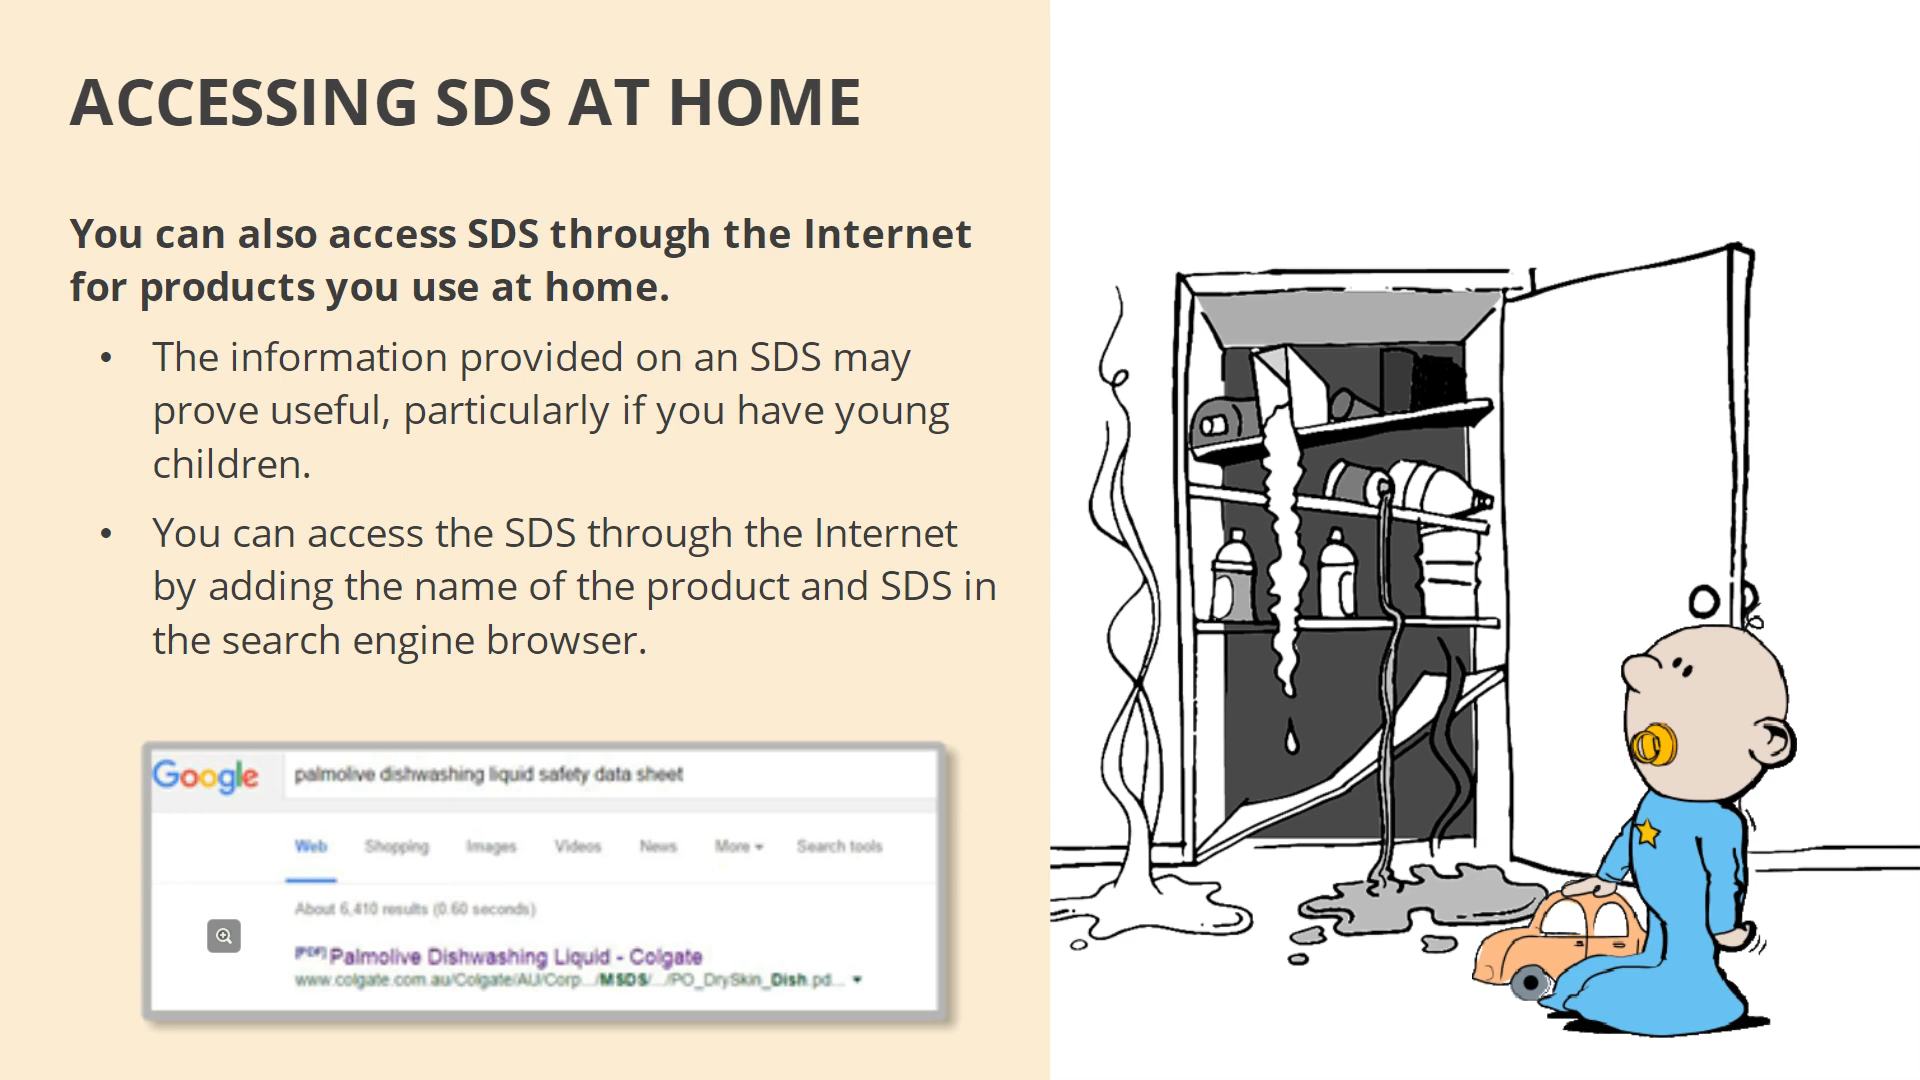 ACCESSING SDS AT HOME
You can also access SDS through the Internet
for products you use at home.
• The information provided on an SDS may
prove useful, particularly if you have young
children.
• You can access the SDS through the Internet
by adding the name of the product and SDS in
the search engine browser.
Google palmolive dishwashing liquid safety data sheet
Web Shopping Images Videos News More Search tools
About 6,410 results (0.60 seconds)
[PDF] Palmolive Dishwashing Liquid - Colgate
www.colgate.com.au/Colgate/AU/Corp.../MSDS/.../PO_DrySkin_Dish.pd...